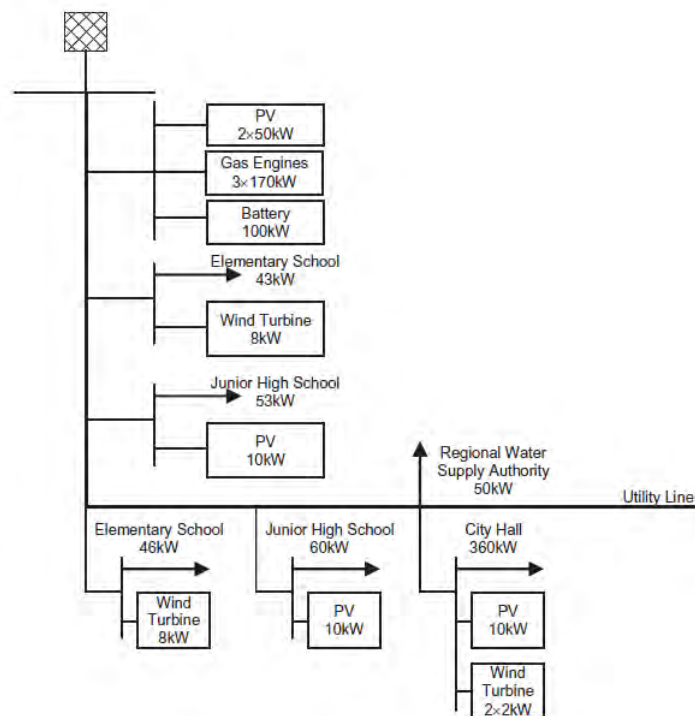 PV
2×50kW
Gas Engines
3×170kW
Battery
100kW
Elementary School
43kW
Wind Turbine
8kW
Junior High School
53kW
PV
10kW
Regional Water
Supply Authority
50kW
Utility Line
Elementary School
46kW
Wind
Turbine
8kW
Junior High School
60kW
PV
10kW
City Hall
360kW
PV
10kW
Wind
Turbine
2×2kW